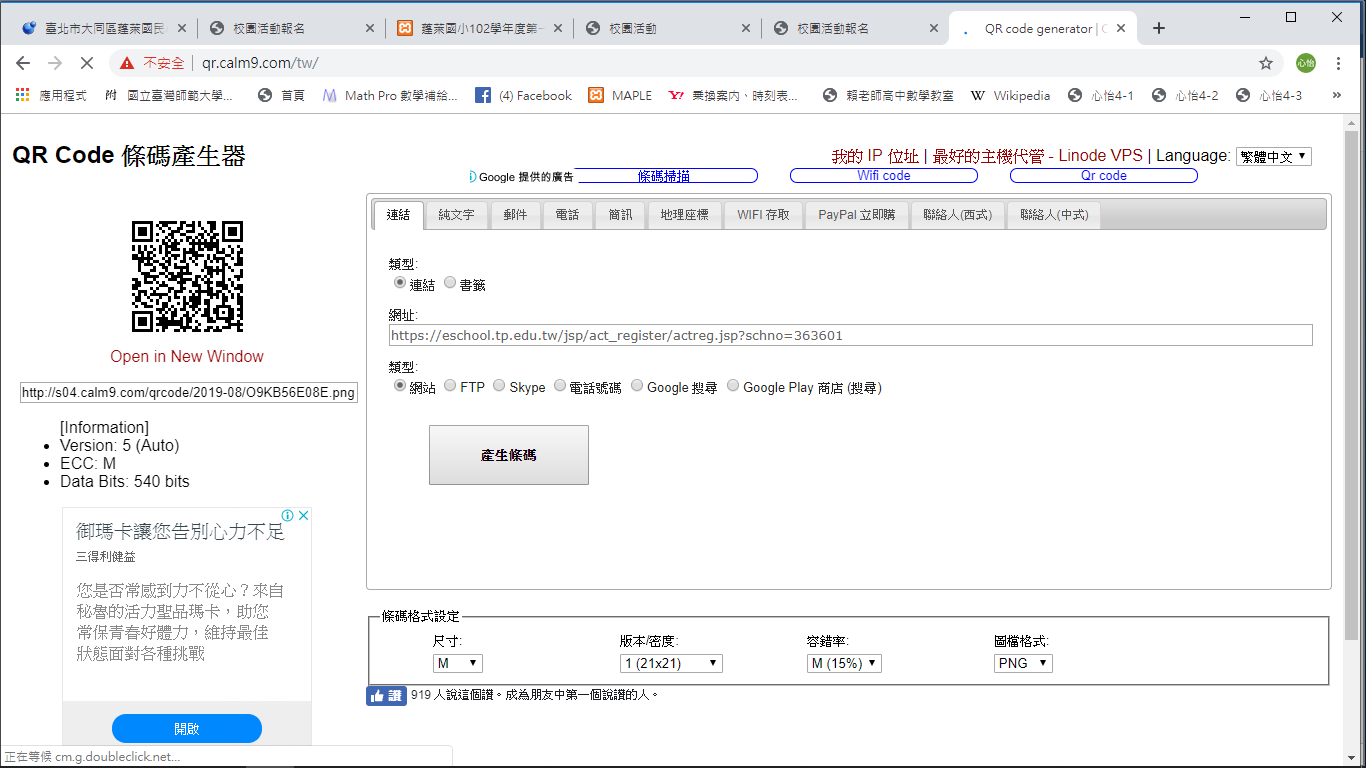 臺北市大同區蓬萊國民
校園活動報名
蓬萊國小102學年度第一
校園活動
校園活動報名
QR code generator |
不安全 | qr.calm9.com/tw/
心怡
應用程式
國立臺灣師範大學...
首頁
Math Pro 數學補給...
(4) Facebook
MAPLE
乘換案內、時刻表...
賴老師高中數學教室
Wikipedia
心怡4-1
心怡4-2
心怡4-3
»
QR Code 條碼產生器
我的 IP 位址 | 最好的主機代管 - Linode VPS | Language: 繁體中文
Google 提供的廣告
條碼掃描
Wifi code
Qr code
連結
純文字
郵件
電話
簡訊
地理座標
WIFI 存取
PayPal 立即購
聯絡人(西式)
聯絡人(中式)
類型:
連結 書籤
網址:
https://eschool.tp.edu.tw/jsp/act_register/actreg.jsp?schno=363601
類型:
網站 FTP Skype 電話號碼 Google 搜尋 Google Play 商店 (搜尋)
產生條碼
Open in New Window
http://s04.calm9.com/qrcode/2019-08/O9KB56E08E.png
[Information]
Version: 5 (Auto)
ECC: M
Data Bits: 540 bits
御瑪卡讓您告別心力不足
三得利健益
您是否常感到力不從心？來自
秘魯的活力聖品瑪卡，助您
常保青春好體力，維持最佳
狀態面對各種挑戰
開啟
條碼格式設定
尺寸:
版本/密度:
容錯率:
圖檔格式:
M
1 (21x21)
M (15%)
PNG
讚 919 人說這個讚。成為朋友中第一個說讚的人。
正在等候 cm.g.doubleclick.net...